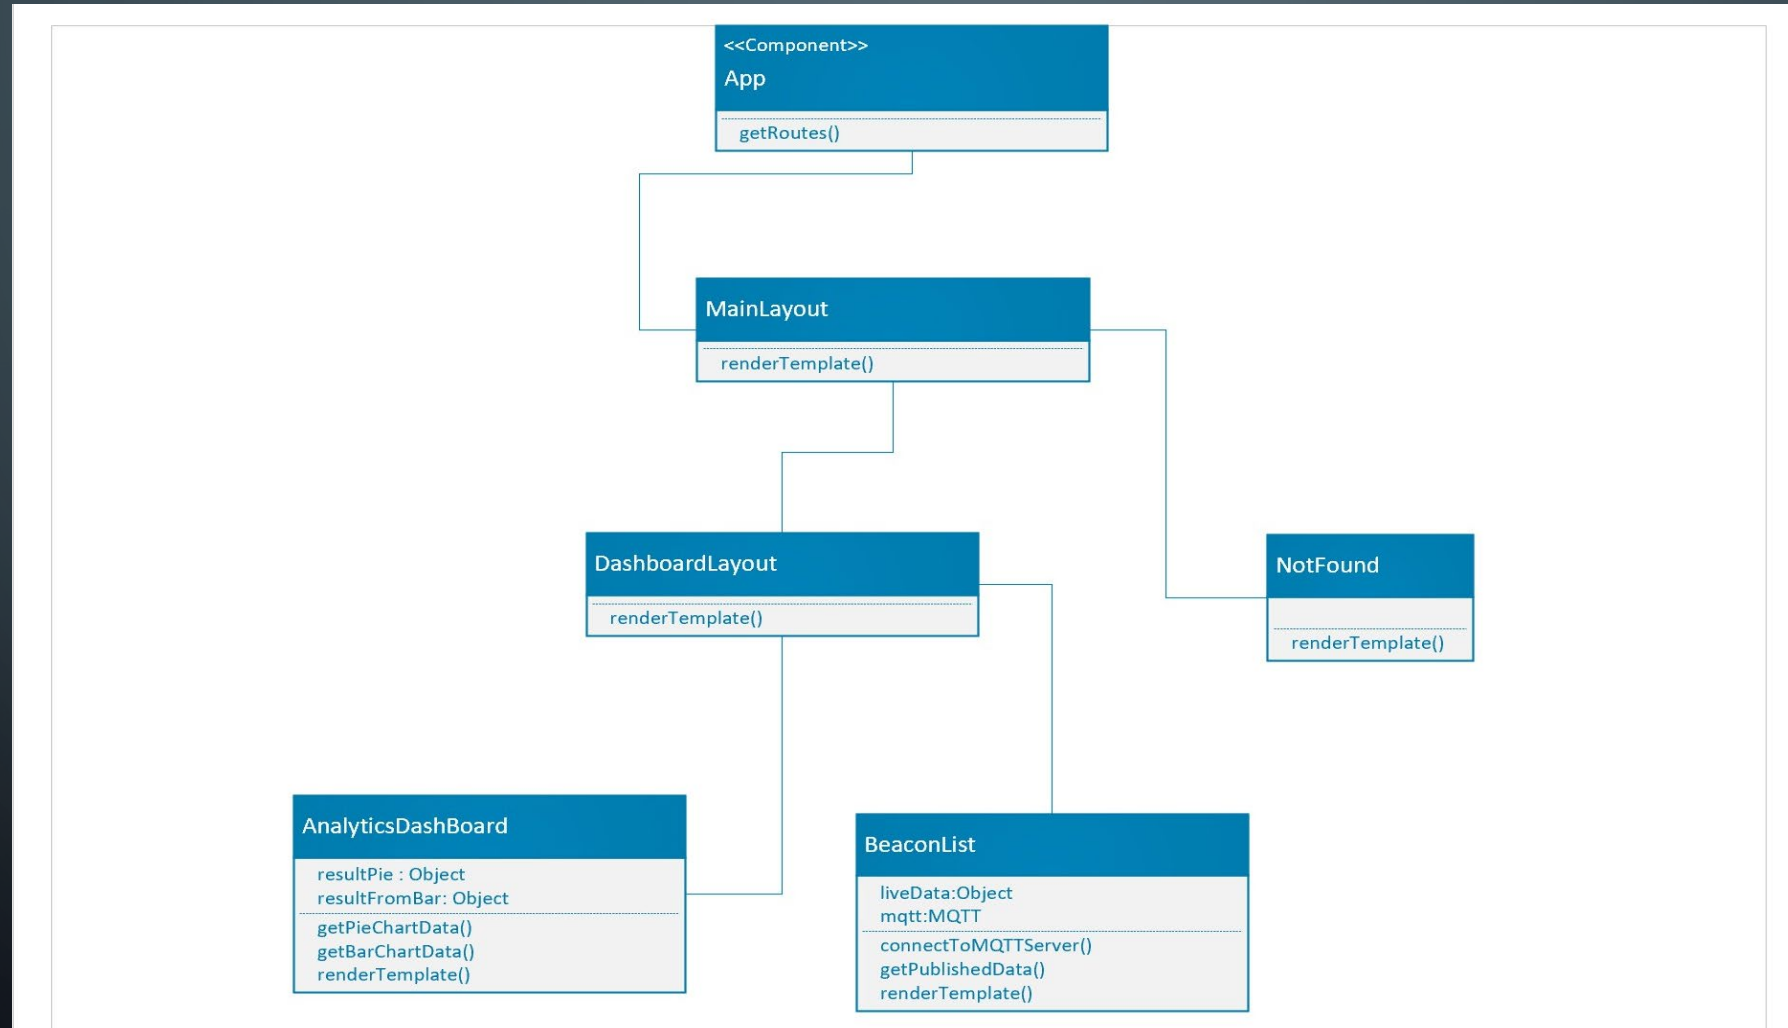 <<Component>>
App
getRoutes()
MainLayout
renderTemplate()
DashboardLayout
renderTemplate()
NotFound
renderTemplate()
AnalyticsDashBoard
resultPie : Object
resultFromBar: Object
getPieChartData()
getBarChartData()
renderTemplate()
BeaconList
liveData:Object
mqtt:MQTT
connectToMQTTServer()
getPublishedData()
renderTemplate()